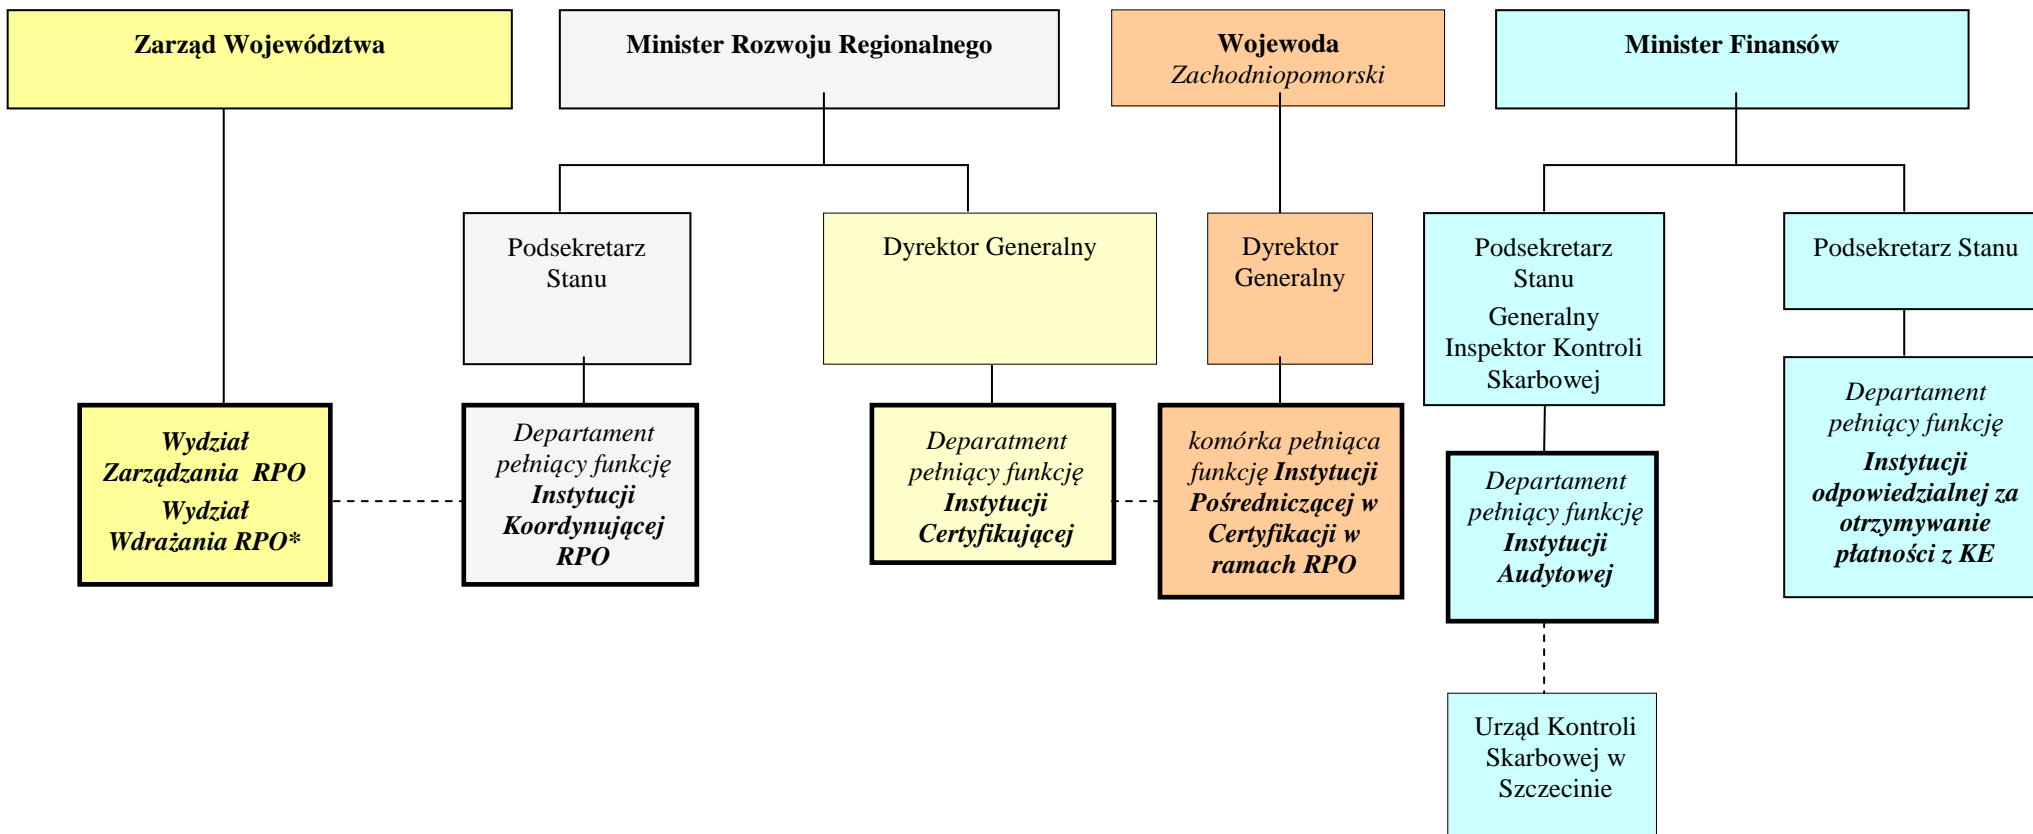 Zarząd Województwa
Minister Rozwoju Regionalnego
Wojewoda
Zachodniopomorski
Minister Finansów
Podsekretarz
Stanu
Dyrektor Generalny
Dyrektor
Generalny
Podsekretarz
Stanu
Generalny
Inspektor Kontroli
Skarbowej
Podsekretarz Stanu
Wydział
Zarządzania RPO
Wydział
Wdrażania RPO*
Departament
pełniący funkcję
Instytucji
Koordynującej
RPO
Deparatment
pełniący funkcję
Instytucji
Certyfikującej
komórka pełniąca
funkcję Instytucji
Pośredniczącej w
Certyfikacji w
ramach RPO
Departament
pełniący funkcję
Instytucji
Audytowej
Departament
pełniący funkcję
Instytucji
odpowiedzialnej za
otrzymywanie
płatności z KE
Urząd Kontroli
Skarbowej w
Szczecinie